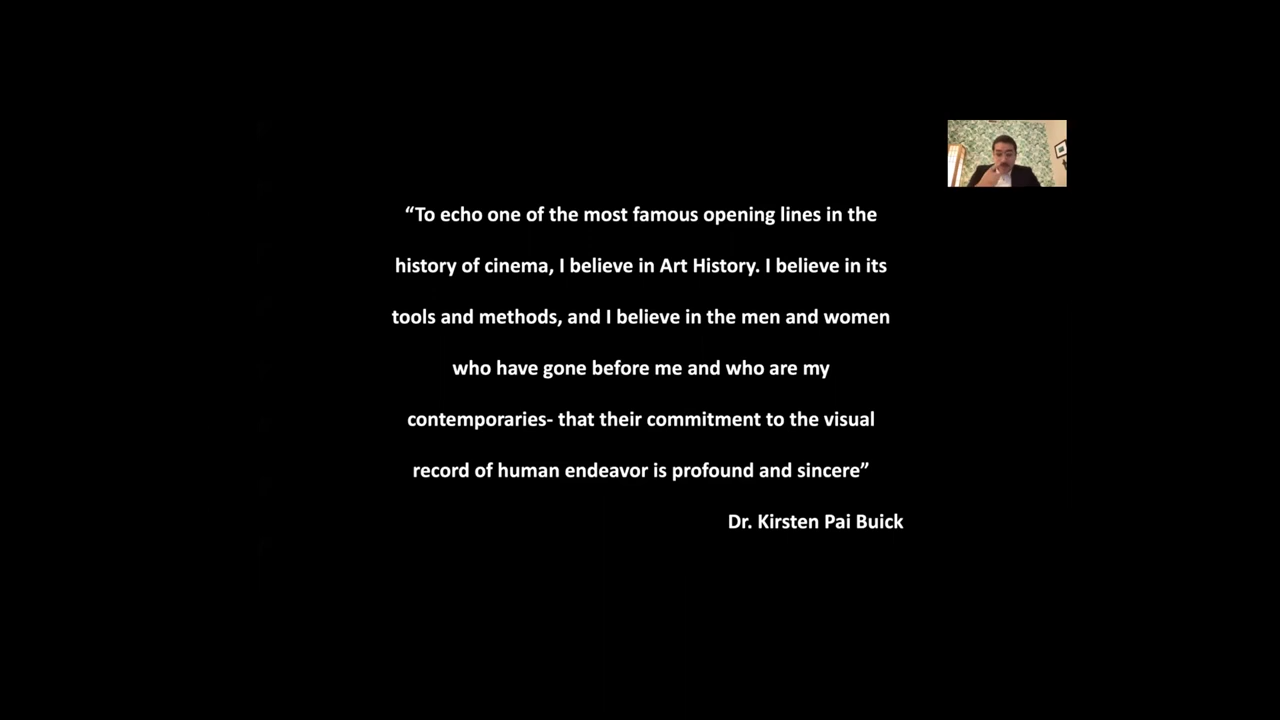 “To echo one of the most famous opening lines in the
history of cinema, I believe in Art History. I believe in its
tools and methods, and I believe in the men and women
who have gone before me and who are my
contemporaries- that their commitment to the visual
record of human endeavor is profound and sincere”
Dr. Kirsten Pai Buick